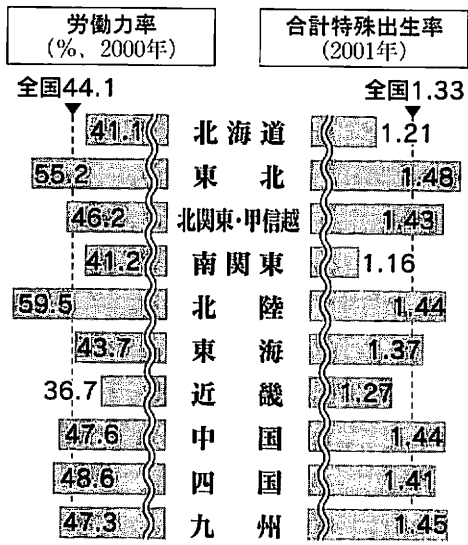 労働力率
(%、2000年)
合計特殊出生率
(2001年)
全国44.1
全国1.33
41.1 北海道 1.21
55.2 東北 1.48
46.2 北関東・甲信越 1.43
41.2 南関東 1.16
59.5 北陸 1.44
43.7 東海 1.37
36.7 近畿 1.27
47.6 中国 1.44
48.6 四国 1.41
47.3 九州 1.45